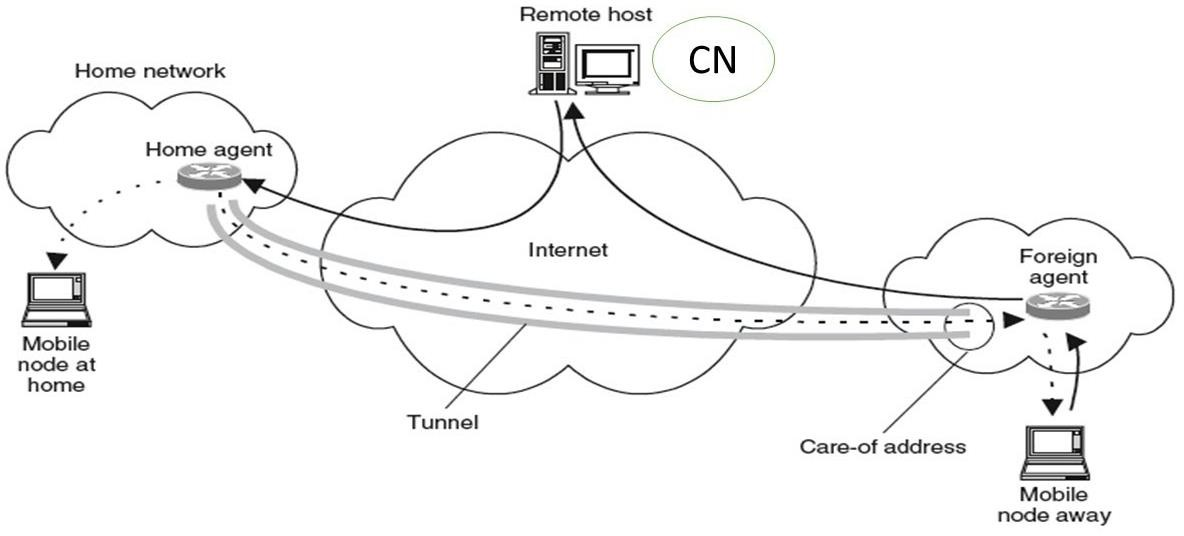 Remote host
CN
Home network
Home agent
Internet
Foreign
agent
Mobile
node at
home
Tunnel
Care-of address
Mobile
node away